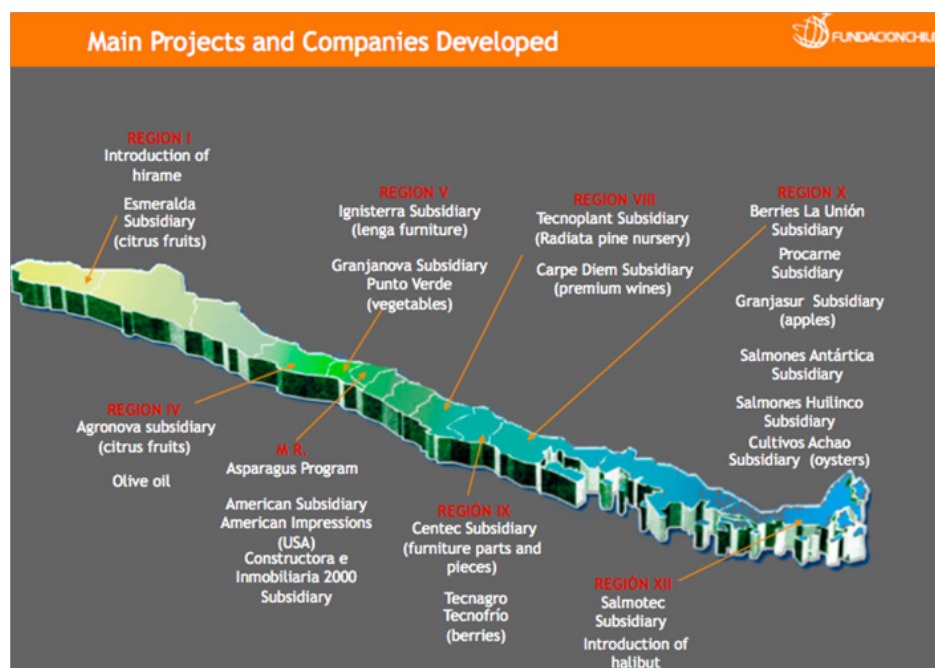 Main Projects and Companies Developed
FUNDACIONCHILE
REGION I
Introduction of
hirame
Esmeralda
Subsidiary
(citrus fruits)
REGION V
Ignisterra Subsidiary
(lenga furniture)
Granjanova Subsidiary
Punto Verde
(vegetables)
REGION VIII
Tecnoplant Subsidiary
(Radiata pine nursery)
Carpe Diem Subsidiary
(premium wines)
REGION X
Berries La Unión
Subsidiary
Procarne
Subsidiary
Granjasur Subsidiary
(apples)
Salmones Antártica
Subsidiary
Salmones Huilinco
Subsidiary
Cultivos Achao
Subsidiary (oysters)
REGION IV
Agronova subsidiary
(citrus fruits)
Olive oil
M R.
Asparagus Program
American Subsidiary
American Impressions
(USA)
Constructora e
Inmobiliaria 2000
Subsidiary
REGIÓN IX
Centec Subsidiary
(furniture parts and
pieces)
Tecnagro
Tecnofrío
(berries)
REGIÓN XII
Salmotec
Subsidiary
Introduction of
halibut